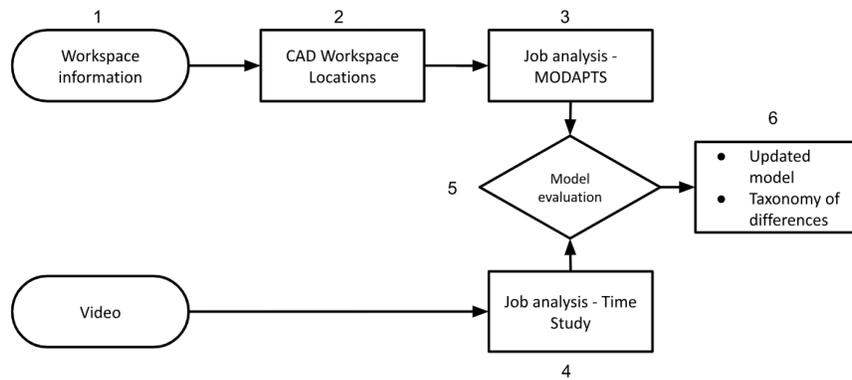 1
2
3
Workspace
information
CAD Workspace
Locations
Job analysis -
MODAPTS
6
5
Model
evaluation
● Updated
model
● Taxonomy of
differences
Video
Job analysis - Time
Study
4